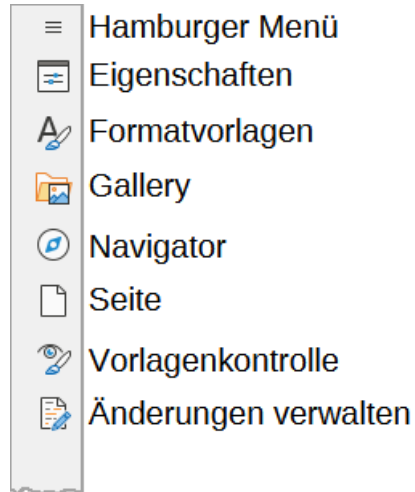 Hamburger Menü
Eigenschaften
Formatvorlagen
Gallery
Navigator
Seite
Vorlagenkontrolle
Änderungen verwalten